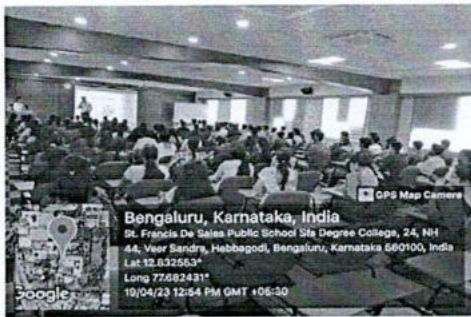 GPS Map Camera
Bengaluru, Karnataka, India
St. Francis De Sales Public School Sfs Degree College, 24, NH
44, Veer Sandra, Hebbagodi, Bengaluru, Karnataka 560100, India
Lat 12.832553°
Long 77.682431°
19/04/23 12:54 PM GMT +05:30
Google